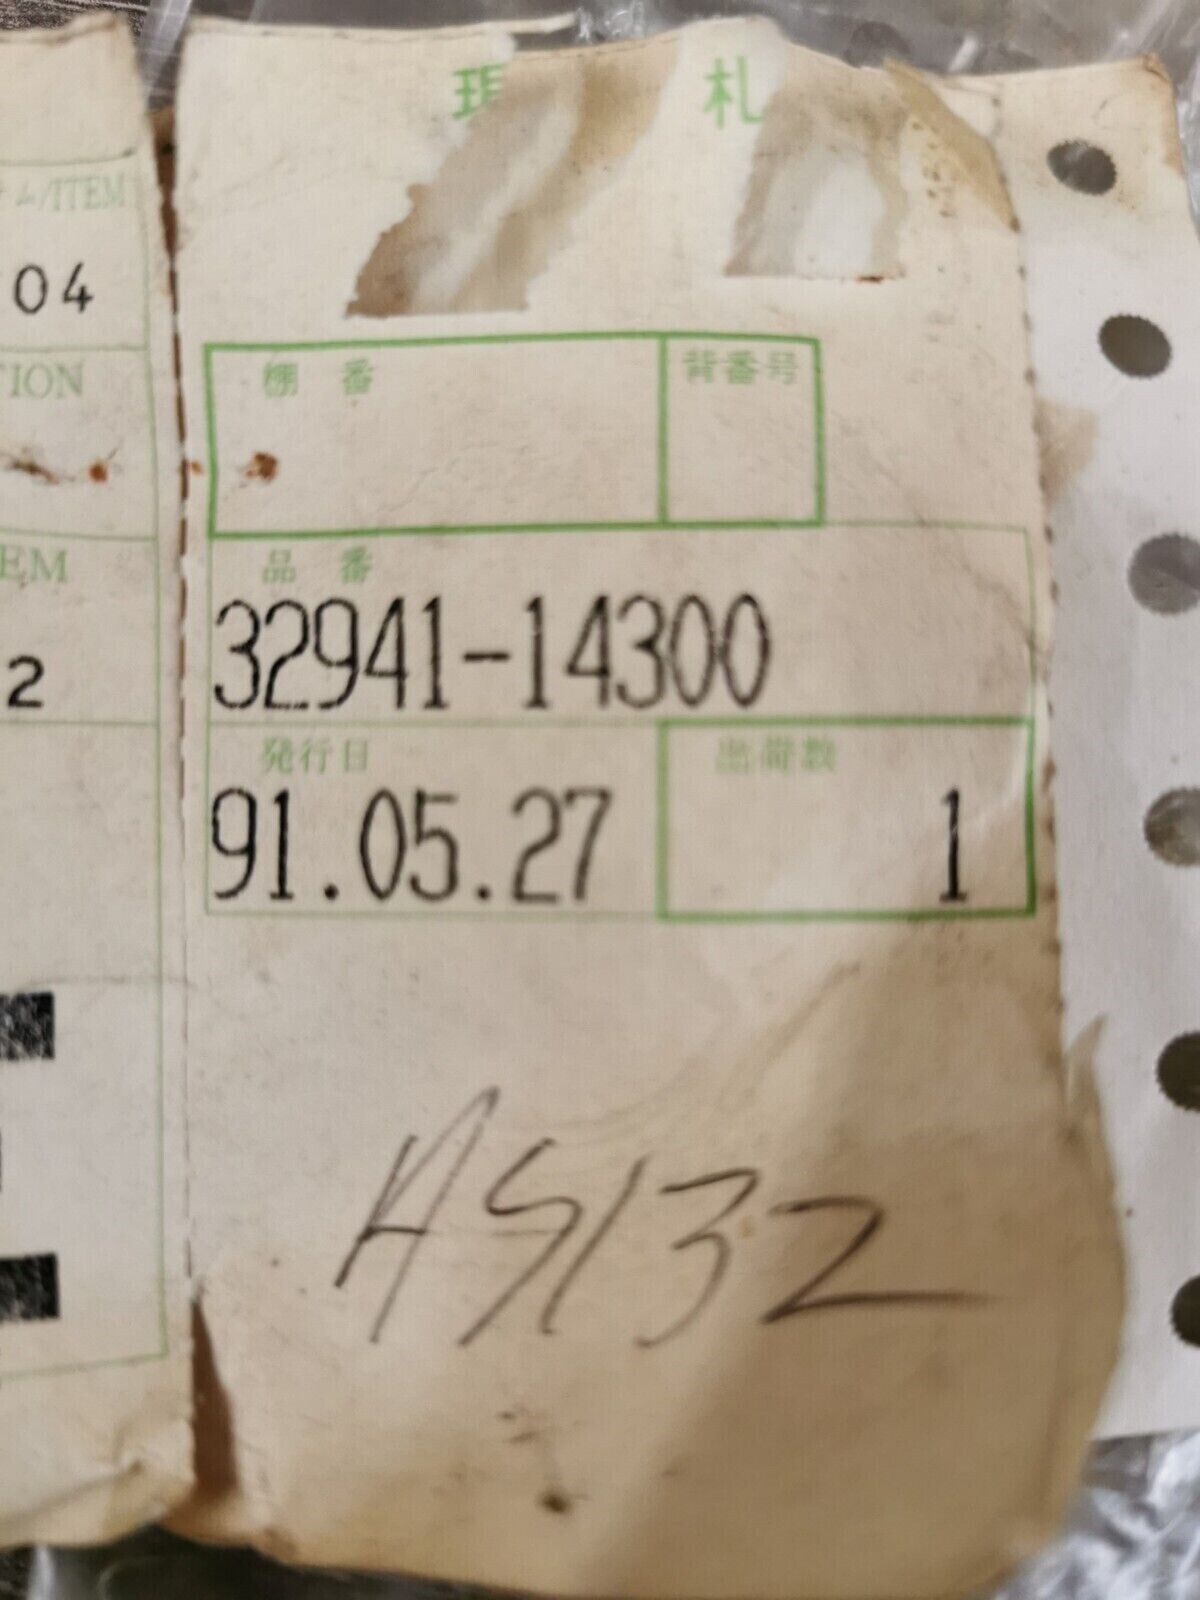 札
ム/ITEM
04
TION
棚 番
背番号
EM
品 番
2
32941-14300
発行日
出荷数
91.05.27
1
AS132